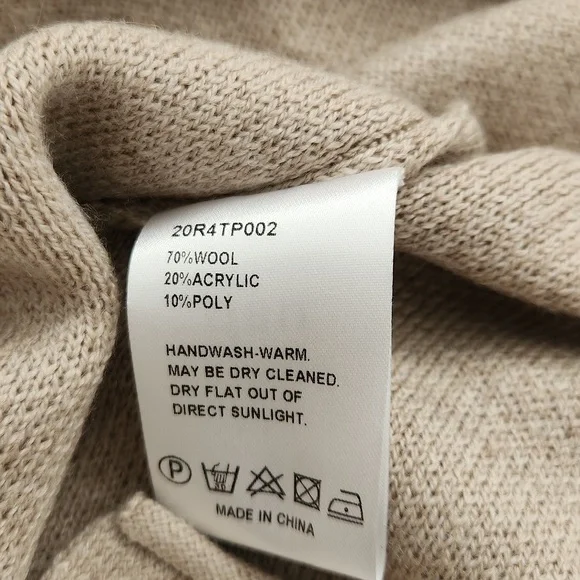 20R4TP002
70%WOOL
20%ACRYLIC
10%POLY
HANDWASH-WARM.
MAY BE DRY CLEANED.
DRY FLAT OUT OF
DIRECT SUNLIGHT.
P
MADE IN CHINA